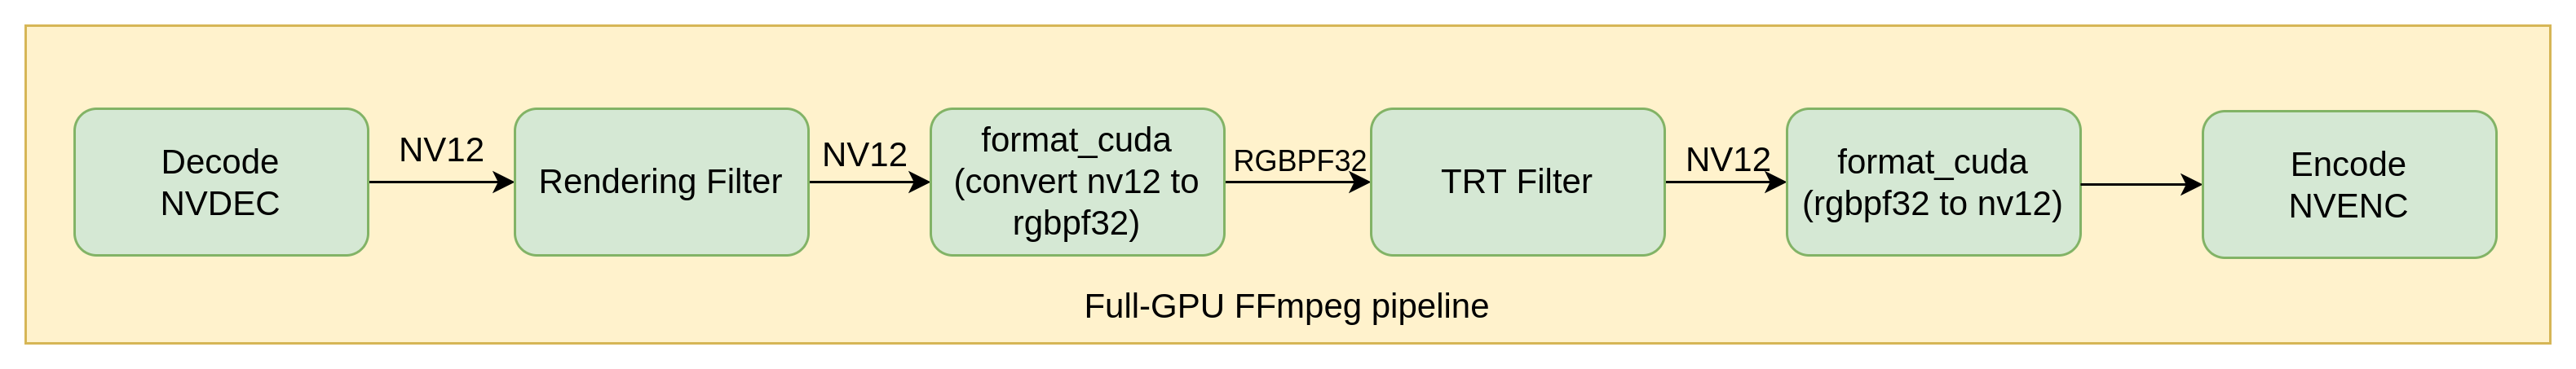 Decode
NVDEC
NV12
Rendering Filter
NV12
format_cuda
(convert nv12 to
rgbpf32)
RGBPF32
TRT Filter
NV12
format_cuda
(rgbpf32 to nv12)
Encode
NVENC
Full-GPU FFmpeg pipeline